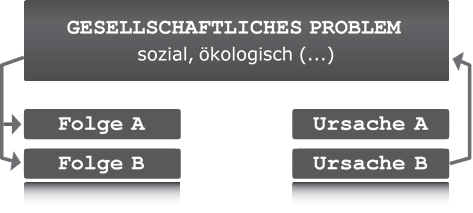 GESELLSCHAFTLICHES PROBLEM
sozial, ökologisch (...)
Folge A
Ursache A
Folge B
Ursache B